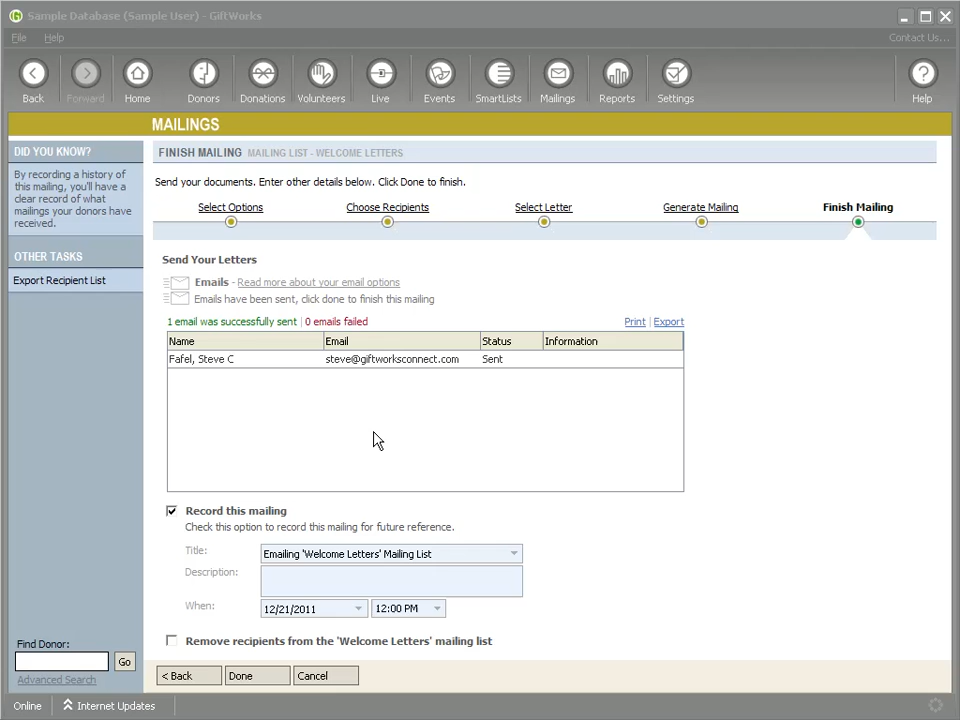 Sample Database (Sample User) - GiftWorks
File Help Contact Us...
Back Forward Home Donors Donations Volunteers Live Events SmartLists Mailings Reports Settings Help
MAILINGS
DID YOU KNOW?
By recording a history
of this mailing, you'll have a
clear record of what
mailings your donors have
received.
OTHER TASKS
Export Recipient List
FINISH MAILING MAILING LIST - WELCOME LETTERS
Send your documents. Enter other details below. Click Done to finish.
Select Options Choose Recipients Select Letter Generate Mailing Finish Mailing
Send Your Letters
Emails - Read more about your email options
Emails have been sent, click done to finish this mailing
1 email was successfully sent | 0 emails failed Print | Export
Name Email Status Information
Fafel, Steve C steve@giftworksconnect.com Sent
Record this mailing
Check this option to record this mailing for future reference.
Title: Emailing 'Welcome Letters' Mailing List
Description:
When: 12/21/2011 12:00 PM
Remove recipients from the 'Welcome Letters' mailing list
Find Donor:
Go
Advanced Search
< Back Done Cancel
Online Internet Updates